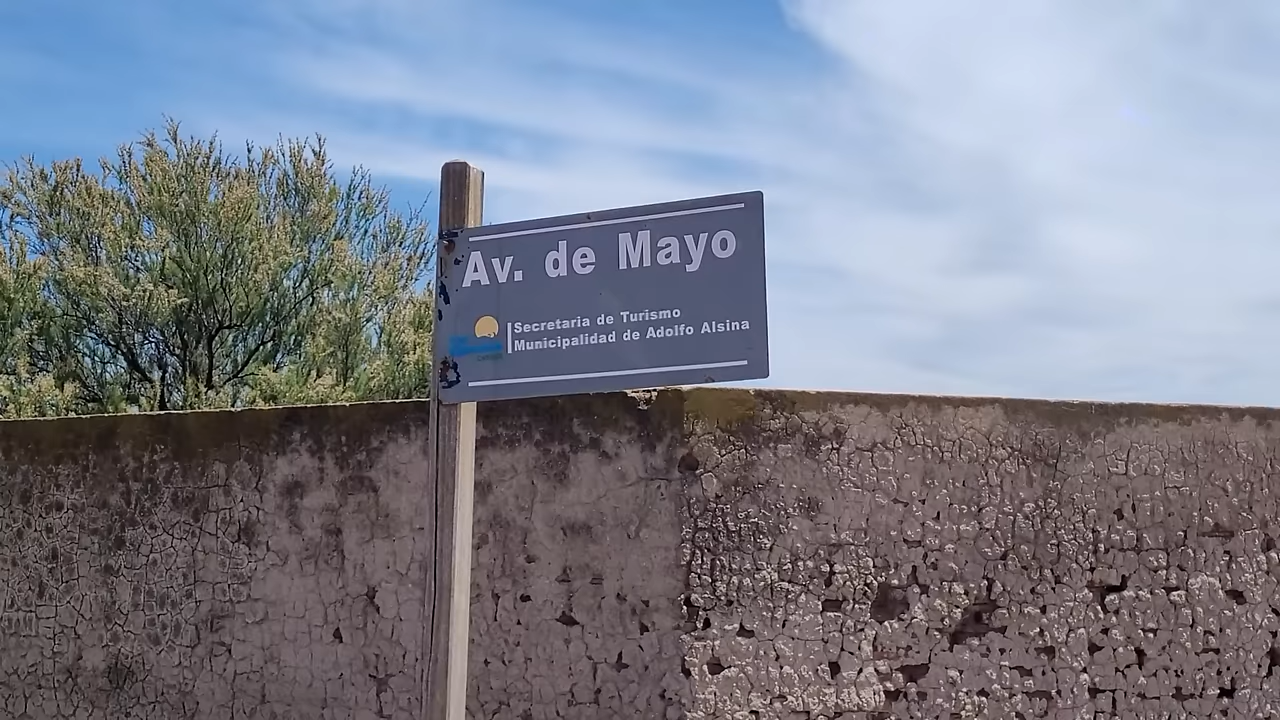 Av. de Mayo
Secretaria de Turismo
Municipalidad de Adolfo Alsina